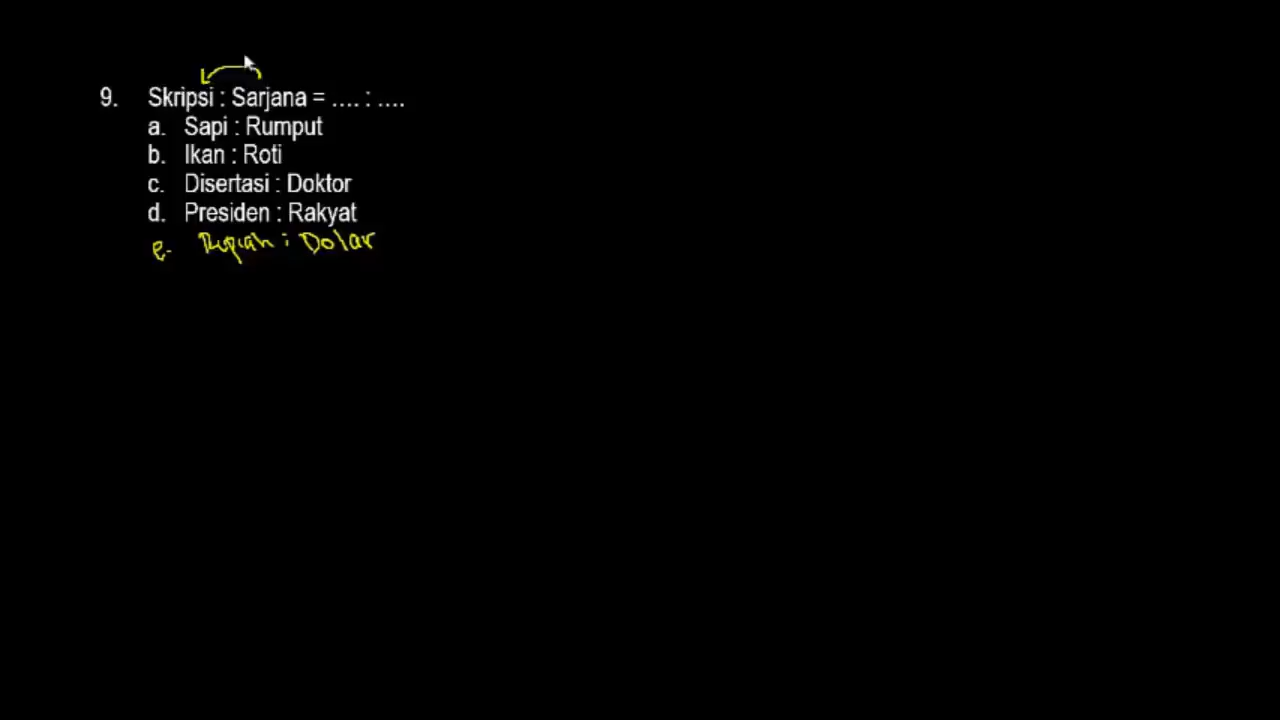 9. Skripsi : Sarjana = .... : ....
a. Sapi : Rumput
b. Ikan : Roti
c. Disertasi : Doktor
d. Presiden : Rakyat
e. Rupiah : Dolar